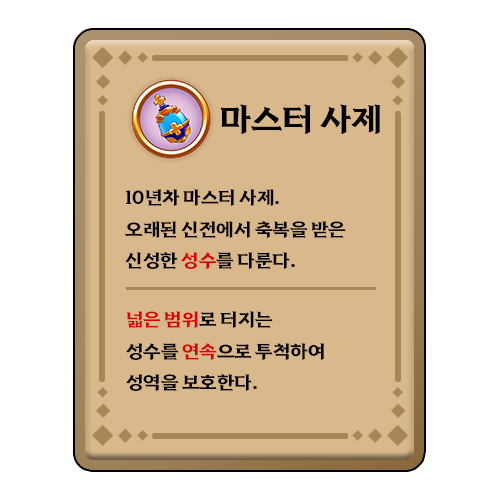 마스터 사제
10년차 마스터 사제.
오래된 신전에서 축복을 받은
신성한 성수를 다룬다.
넓은 범위로 터지는
성수를 연속으로 투척하여
성역을 보호한다.